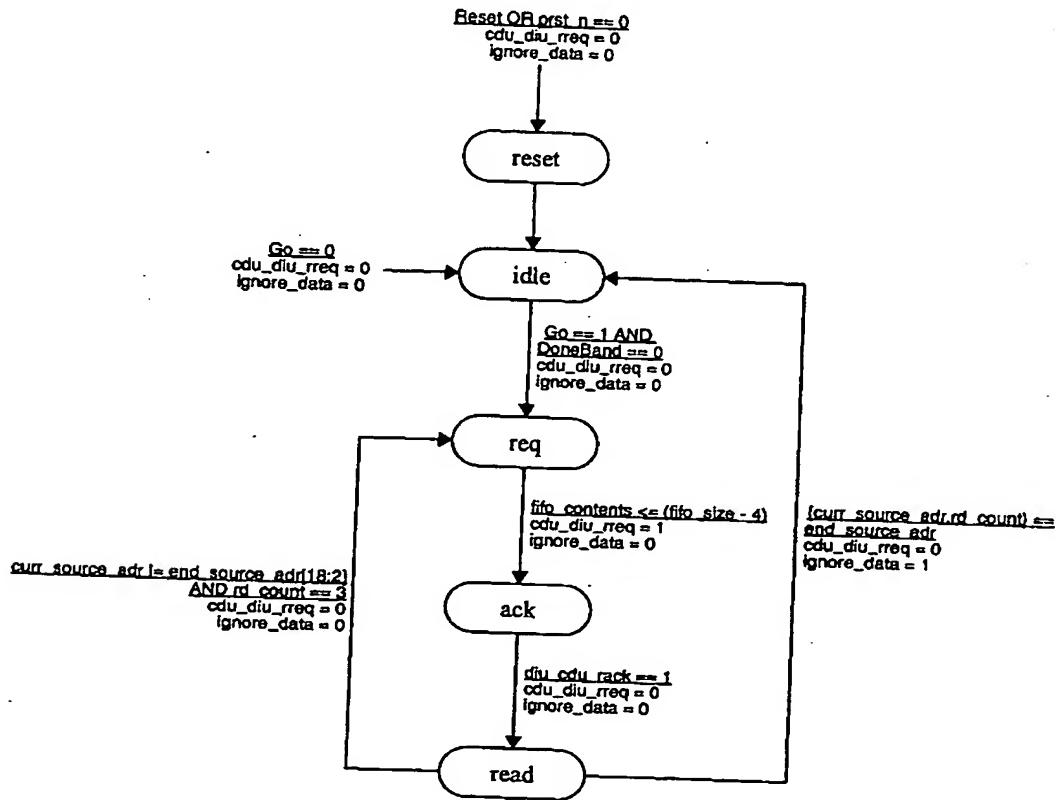 Reset OR prst_n == 0
cdu_diu_rreq = 0
ignore_data = 0
reset
Go == 0
cdu_diu_rreq = 0
ignore_data = 0
idle
Go == 1 AND
DoneBand == 0
cdu_diu_rreq = 0
ignore_data = 0
req
fifo_contents <= (fifo_size - 4)
cdu_diu_rreq = 1
ignore_data = 0
{curr_source_adr,rd_count} ==
end_source_adr
cdu_diu_rreq = 0
ignore_data = 1
curr_source_adr != end_source_adr[18:2]
AND rd_count == 3
cdu_diu_rreq = 0
ignore_data = 0
ack
diu_cdu_rack == 1
cdu_diu_rreq = 0
ignore_data = 0
read